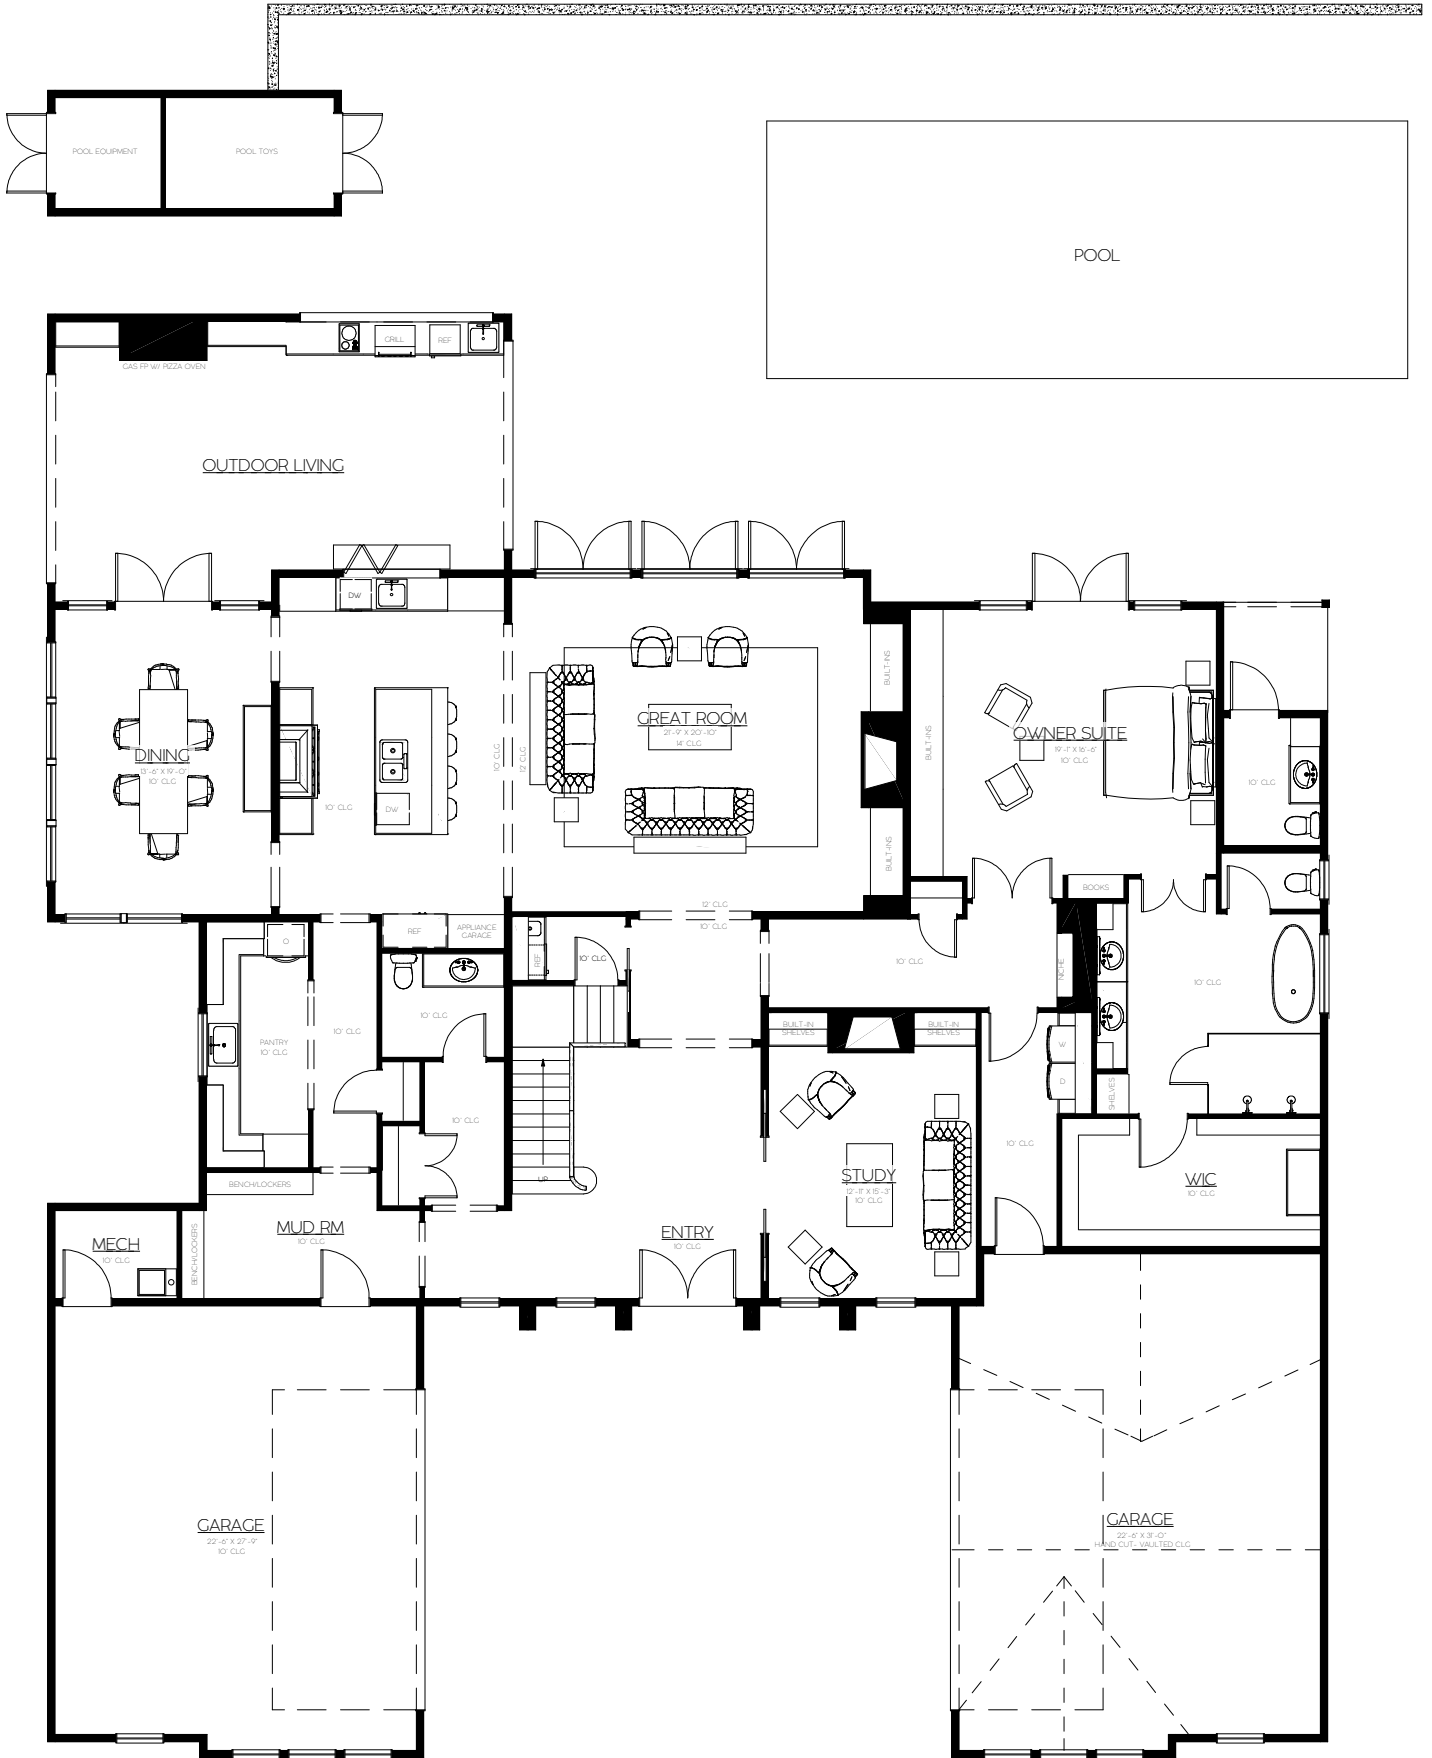 POOL EQUIPMENT
POOL TOYS
POOL
GRILL
REF
GAS FP W/ PIZZA OVEN
OUTDOOR LIVING
DW
BUILT-INS
GREAT ROOM
21'-9" X 20'-10"
14' CLG
BUILT-INS
OWNER SUITE
19'-1" X 16'-6"
10' CLG
DINING
13'-6" X 19'-0"
10' CLG
10' CLG
12' CLG
10' CLG
DW
10' CLG
BUILT-INS
BOOKS
12' CLG
10' CLG
REF
APPLIANCE
GARAGE
O
REF
10' CLG
10' CLG
NICHE
10' CLG
10' CLG
10' CLG
PANTRY
10' CLG
BUILT-IN
SHELVES
BUILT-IN
SHELVES
W
D
SHELVES
10' CLG
10' CLG
UP
STUDY
12'-11" X 15'-3"
10' CLG
WIC
10' CLG
BENCH/LOCKERS
MUD RM
10' CLG
ENTRY
10' CLG
MECH
10' CLG
BENCH/LOCKERS
GARAGE
22'-6" X 27'-9"
10' CLG
GARAGE
22'-6" X 31'-0"
HAND CUT- VAULTED CLG